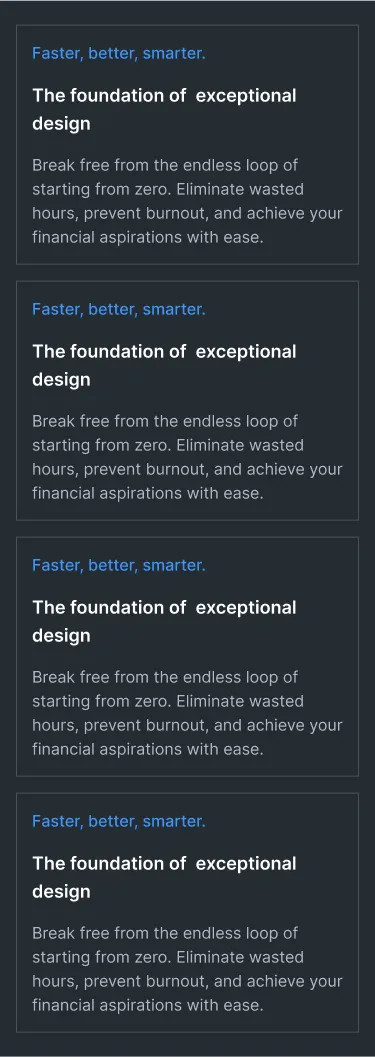 Faster, better, smarter.
The foundation of  exceptional
design
Break free from the endless loop of
starting from zero. Eliminate wasted
hours, prevent burnout, and achieve your
financial aspirations with ease.
Faster, better, smarter.
The foundation of  exceptional
design
Break free from the endless loop of
starting from zero. Eliminate wasted
hours, prevent burnout, and achieve your
financial aspirations with ease.
Faster, better, smarter.
The foundation of  exceptional
design
Break free from the endless loop of
starting from zero. Eliminate wasted
hours, prevent burnout, and achieve your
financial aspirations with ease.
Faster, better, smarter.
The foundation of  exceptional
design
Break free from the endless loop of
starting from zero. Eliminate wasted
hours, prevent burnout, and achieve your
financial aspirations with ease.